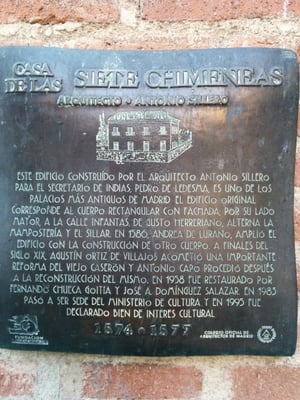 CASA DE LAS SIETE CHIMENEAS
ARQUITECTO · ANTONIO SILLERO
ESTE EDIFICIO CONSTRUIDO POR EL ARQUITECTO ANTONIO SILLERO
PARA EL SECRETARIO DE INDIAS, PEDRO DE LEDESMA, ES UNO DE LOS
PALACIOS MÁS ANTIGUOS DE MADRID. EL EDIFICIO ORIGINAL
CORRESPONDE AL CUERPO RECTANGULAR CON FACHADA, POR SU LADO
MAYOR, A LA CALLE INFANTAS DE GUSTO HERRERIANO, ALTERNA LA
MAMPOSTERÍA Y EL SILLAR. EN 1586, ANDREA DE LURANO, AMPLIÓ EL
EDIFICIO CON LA CONSTRUCCIÓN DE OTRO CUERPO. A FINALES DEL
SIGLO XIX, AGUSTÍN ORTIZ DE VILLAJOS ACOMETIÓ UNA IMPORTANTE
REFORMA DEL VIEJO CASERÓN Y ANTONIO CAPO PROCEDIÓ DESPUÉS
A LA RECONSTRUCCIÓN DEL MISMO. EN 1958 FUE RESTAURADO POR
FERNANDO CHUECA GOITIA Y JOSÉ A. DOMÍNGUEZ SALAZAR. EN 1983
PASÓ A SER SEDE DEL MINISTERIO DE CULTURA Y EN 1995 FUE
DECLARADO BIEN DE INTERÉS CULTURAL
1574 · 1577
FUNDACIÓN
COLEGIO OFICIAL DE
ARQUITECTOS DE MADRID